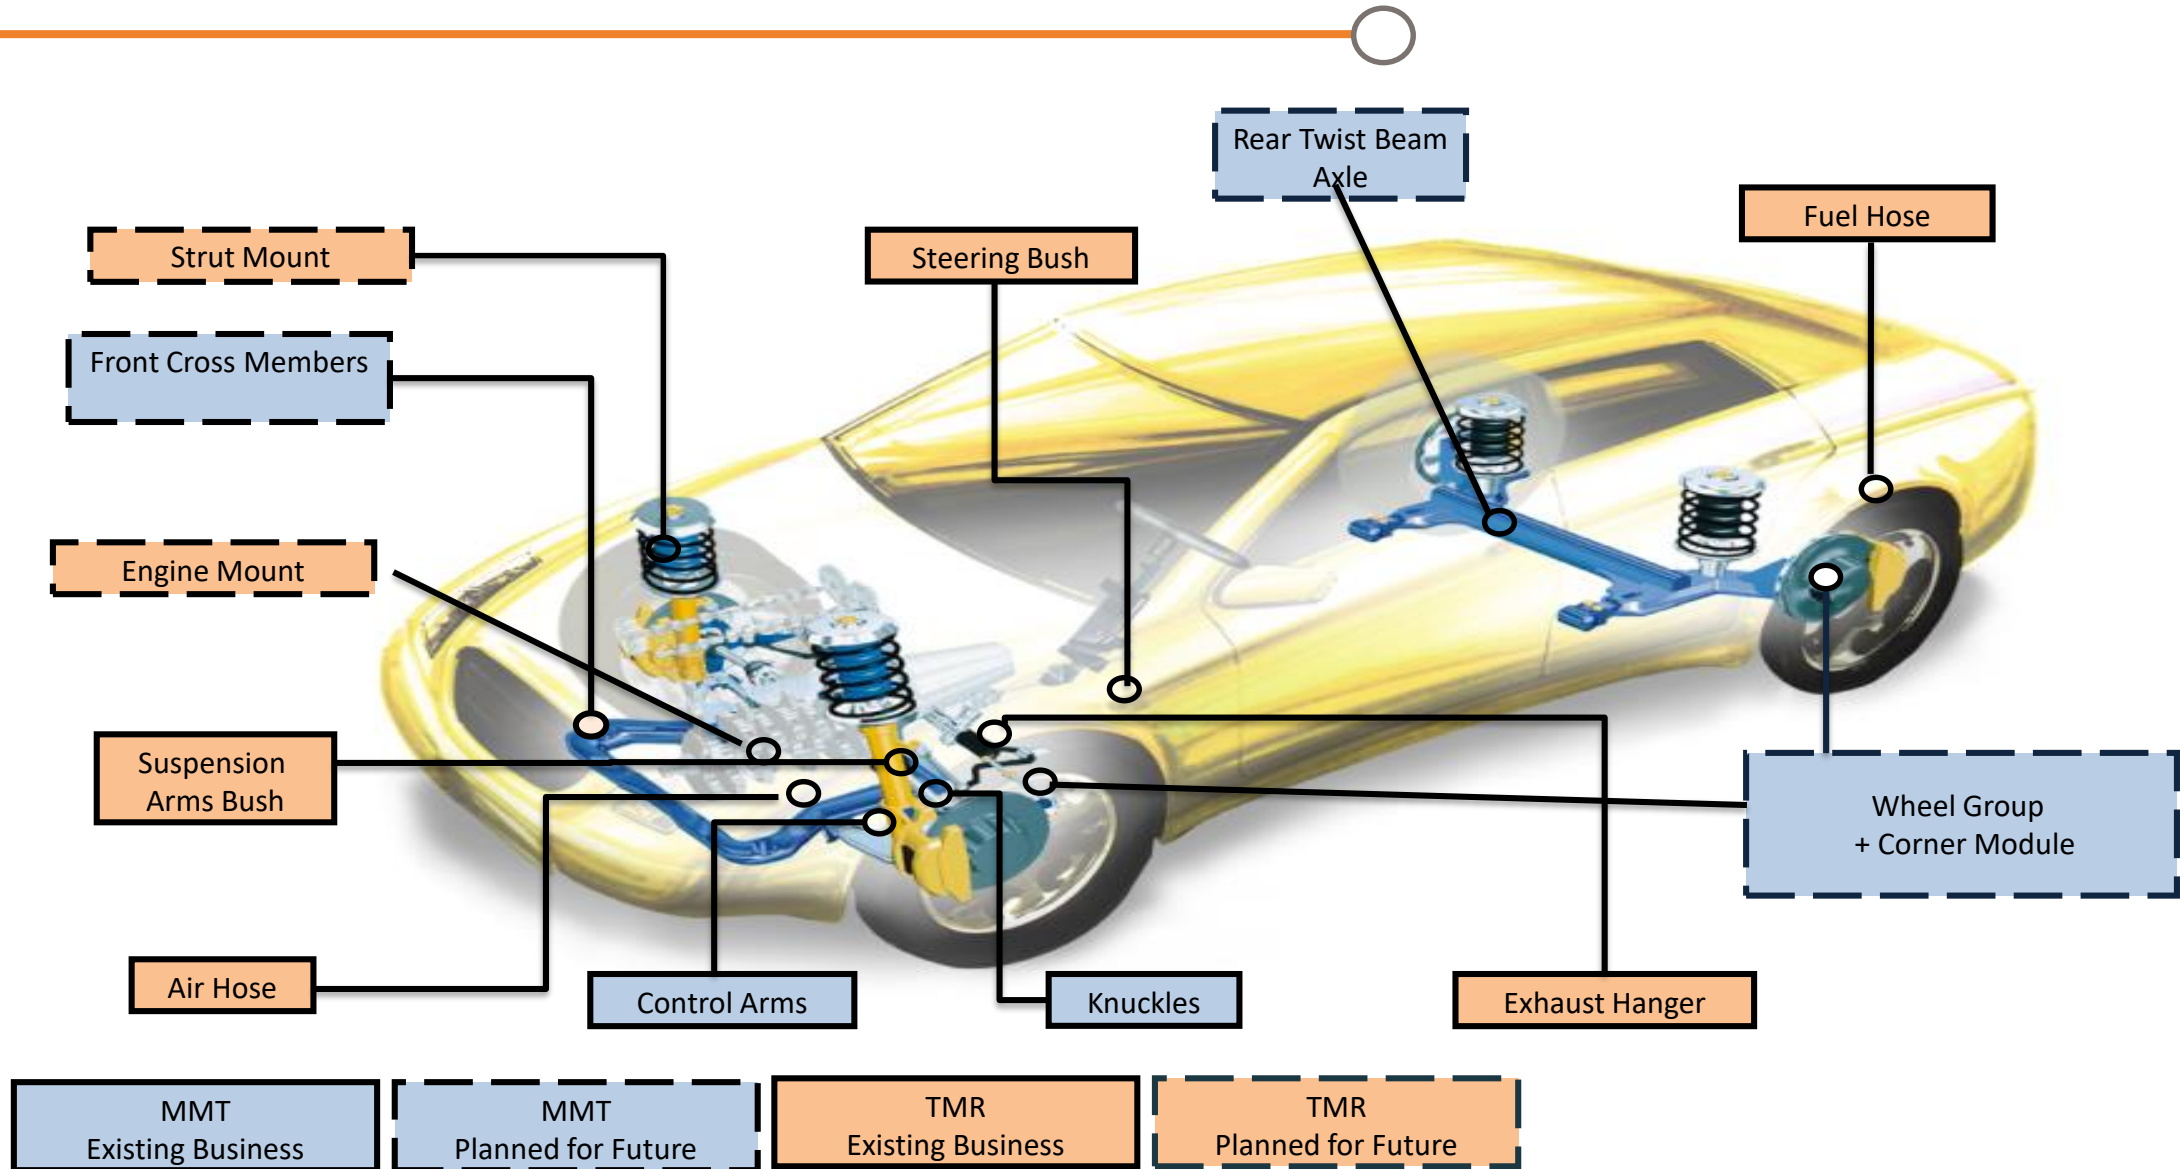 Rear Twist Beam
Axle
Fuel Hose
Strut Mount
Steering Bush
Front Cross Members
Engine Mount
Suspension
Arms Bush
Wheel Group
+ Corner Module
Air Hose
Control Arms
Knuckles
Exhaust Hanger
MMT
Existing Business
MMT
Planned for Future
TMR
Existing Business
TMR
Planned for Future